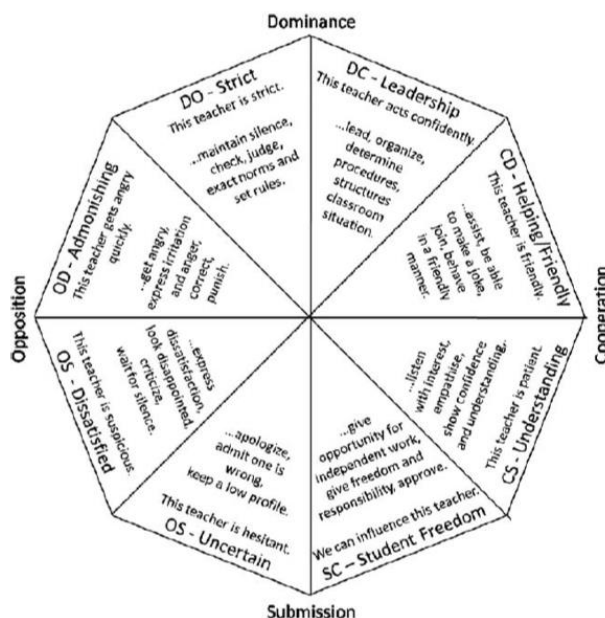 Dominance
DO - Strict
This teacher is strict.
...maintain silence,
check, judge,
exact norms and
set rules.
DC - Leadership
This teacher acts confidently.
...lead, organize,
determine
procedures,
structures
classroom
situation.
CD - Helping/Friendly
This teacher is friendly.
...assist, be able
to make a joke,
join, behave
in a friendly
manner.
Cooperation
CS - Understanding
This teacher is patient.
...listen
with interest,
empathise,
show confidence
and understanding.
SC – Student Freedom
We can influence this teacher.
...give
opportunity for
independent work,
give freedom and
responsibility, approve.
Submission
OS - Uncertain
This teacher is hesitant.
...apologize,
admit one is
wrong,
keep a low profile.
OS - Dissatisfied
This teacher is suspicious.
...express
dissatisfaction,
look disappointed,
criticize,
wait for silence.
Opposition
OD - Admonishing
This teacher gets angry
quickly.
...get angry,
express irritation
and anger,
correct,
punish.